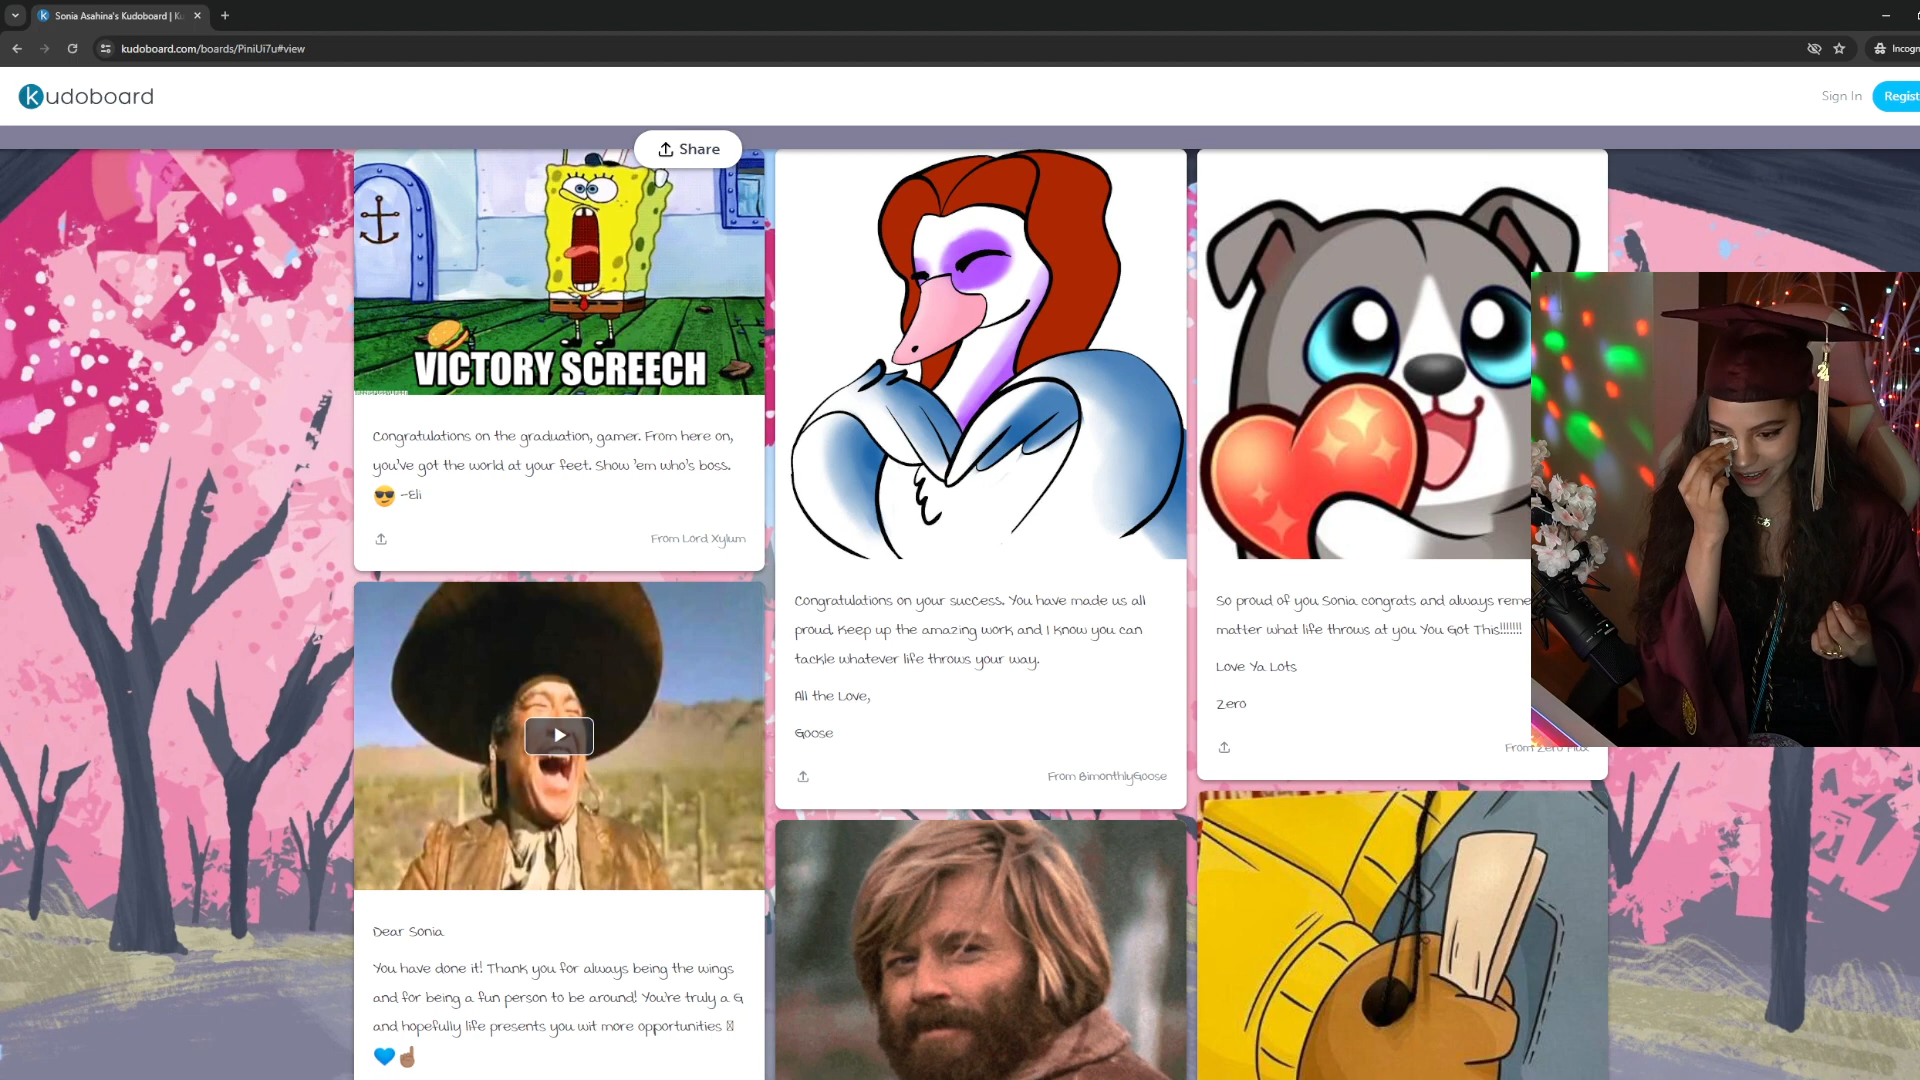 Sonia Asahina's Kudoboard | Ku
kudoboard.com/boards/PiniUi7u#view
Incogn
kudoboard
Sign In
Regist
Share
VICTORY SCREECH
Congratulations on the graduation, gamer. From here on,
you've got the world at your feet. Show 'em who's boss.
😎 -Eli
From Lord Xylum
Dear Sonia
You have done it! Thank you for always being the wings
and for being a fun person to be around! You're truly a G
and hopefully life presents you wit more opportunities
💙☝🏾
Congratulations on your success. You have made us all
proud. Keep up the amazing work and I know you can
tackle whatever life throws your way.
All the Love,
Goose
From BimonthlyGoose
So proud of you Sonia congrats and always reme
matter what life throws at you You Got This!!!!!!!
Love Ya Lots
Zero
From Zero